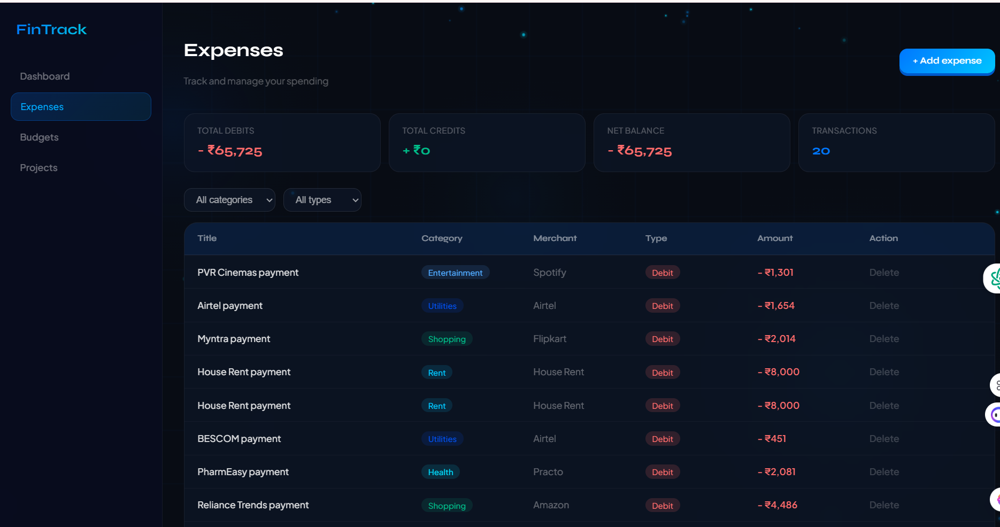 FinTrack
Dashboard
Expenses
Budgets
Projects
Expenses
Track and manage your spending
+ Add expense
TOTAL DEBITS
- ₹65,725
TOTAL CREDITS
+ ₹0
NET BALANCE
- ₹65,725
TRANSACTIONS
20
All categories
All types
Title Category Merchant Type Amount Action
PVR Cinemas payment Entertainment Spotify Debit - ₹1,301 Delete
Airtel payment Utilities Airtel Debit - ₹1,654 Delete
Myntra payment Shopping Flipkart Debit - ₹2,014 Delete
House Rent payment Rent House Rent Debit - ₹8,000 Delete
House Rent payment Rent House Rent Debit - ₹8,000 Delete
BESCOM payment Utilities Airtel Debit - ₹451 Delete
PharmEasy payment Health Practo Debit - ₹2,081 Delete
Reliance Trends payment Shopping Amazon Debit - ₹4,486 Delete